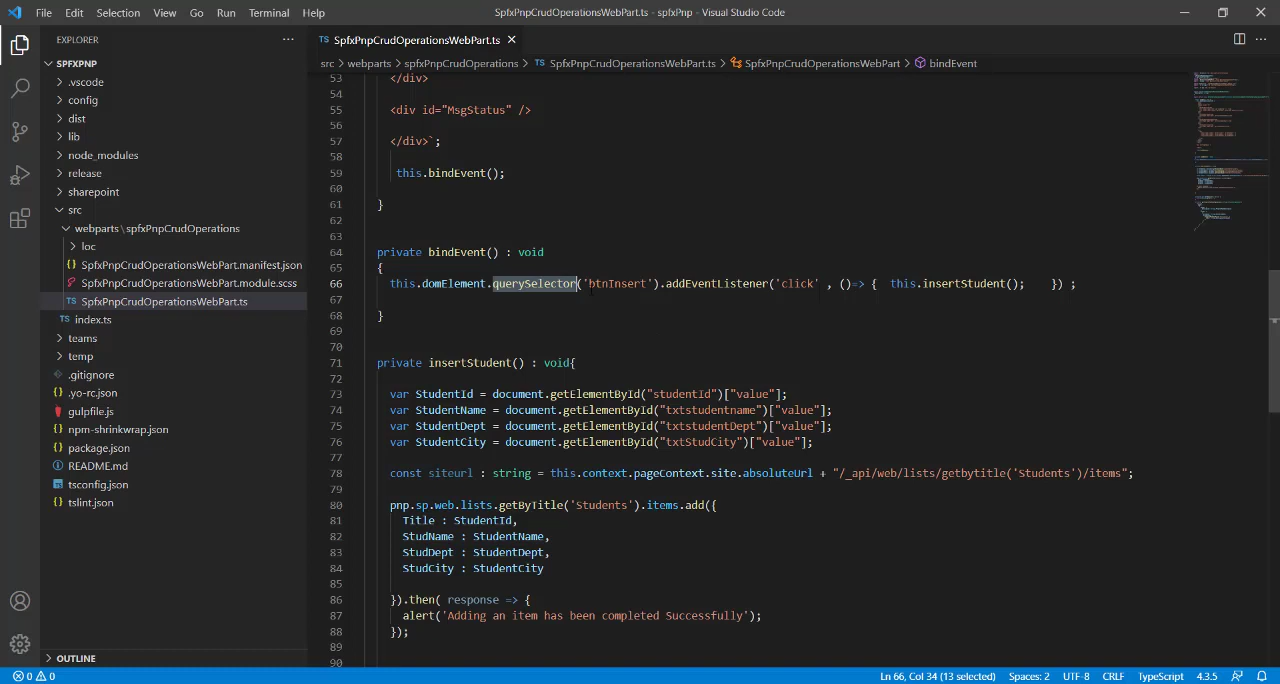 File Edit Selection View Go Run Terminal Help
SpfxPnpCrudOperationsWebPart.ts - spfxPnp - Visual Studio Code
EXPLORER
SPFXPNP
.vscode
config
dist
lib
node_modules
release
sharepoint
src
webparts\spfxPnpCrudOperations
loc
SpfxPnpCrudOperationsWebPart.manifest.json
SpfxPnpCrudOperationsWebPart.module.scss
TS SpfxPnpCrudOperationsWebPart.ts
TS index.ts
teams
temp
.gitignore
.yo-rc.json
gulpfile.js
npm-shrinkwrap.json
package.json
README.md
tsconfig.json
tslint.json
OUTLINE
TS SpfxPnpCrudOperationsWebPart.ts
src > webparts > spfxPnpCrudOperations > TS SpfxPnpCrudOperationsWebPart.ts > SpfxPnpCrudOperationsWebPart > bindEvent
53 </div>
54
55 <div id="MsgStatus" />
56
57 </div>`;
58
59 this.bindEvent();
60
61 }
62
63
64 private bindEvent() : void
65 {
66 this.domElement.querySelector('btnInsert').addEventListener('click' , ()=> { this.insertStudent(); }) ;
67
68 }
69
70
71 private insertStudent() : void{
72
73 var StudentId = document.getElementById("studentId")["value"];
74 var StudentName = document.getElementById("txtstudentname")["value"];
75 var StudentDept = document.getElementById("txtstudentDept")["value"];
76 var StudentCity = document.getElementById("txtStudCity")["value"];
77
78 const siteurl : string = this.context.pageContext.site.absoluteUrl + "/_api/web/lists/getbytitle('Students')/items";
79
80 pnp.sp.web.lists.getByTitle('Students').items.add({
81 Title : StudentId,
82 StudName : StudentName,
83 StudDept : StudentDept,
84 StudCity : StudentCity
85
86 }).then( response => {
87 alert('Adding an item has been completed Successfully');
88 });
89
90
0 0 Ln 66, Col 34 (13 selected) Spaces: 2 UTF-8 CRLF TypeScript 4.3.5